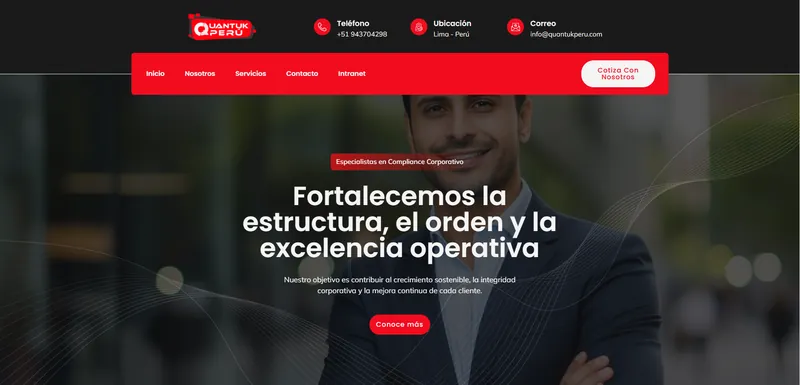 QUANTUK
PERÚ
Teléfono
+51 943704298
Ubicación
Lima - Perú
Correo
info@quantukperu.com
Inicio
Nosotros
Servicios
Contacto
Intranet
Cotiza Con
Nosotros
Especialistas en Compliance Corporativo
Fortalecemos la
estructura, el orden y la
excelencia operativa
Nuestro objetivo es contribuir al crecimiento sostenible, la integridad
corporativa y la mejora continua de cada cliente.
Conoce más